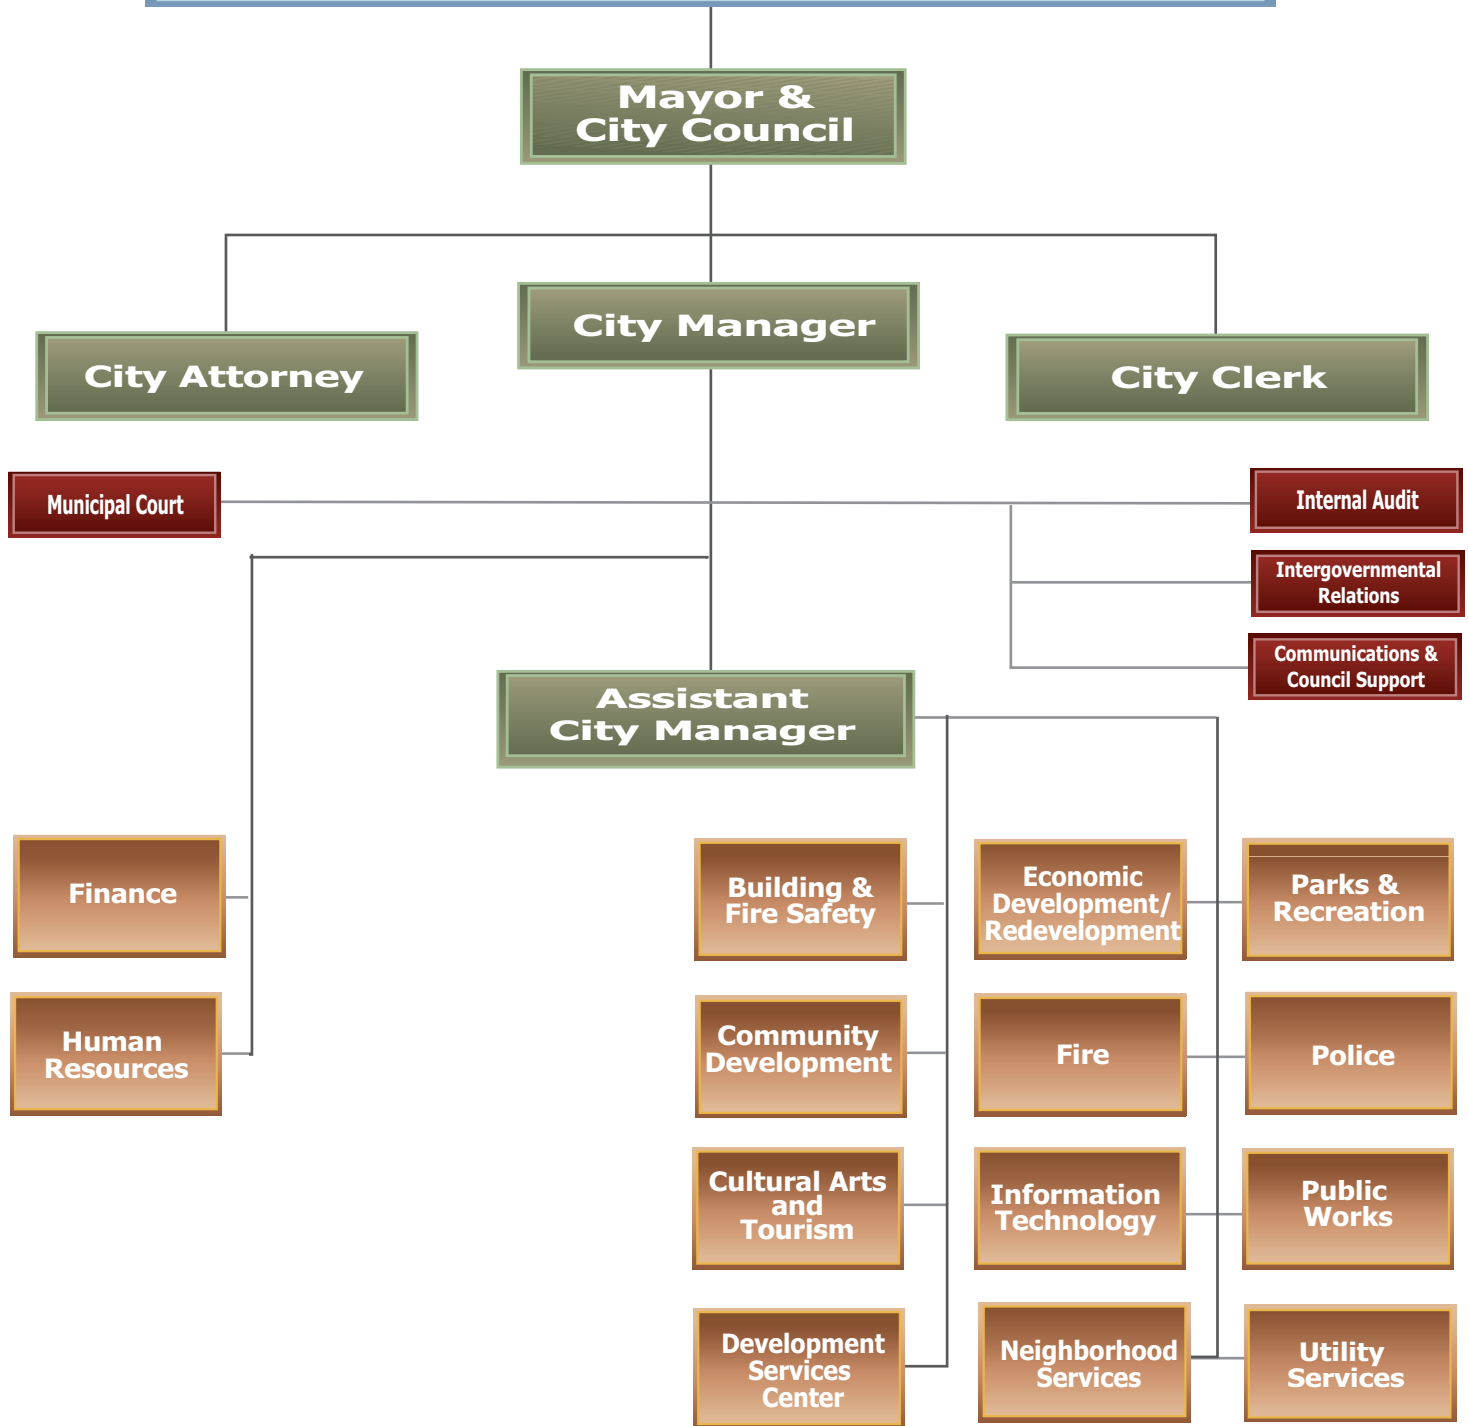 Mayor &
City Council
City Manager
City Attorney
City Clerk
Municipal Court
Internal Audit
Intergovernmental
Relations
Communications &
Council Support
Assistant
City Manager
Finance
Building &
Fire Safety
Economic
Development/
Redevelopment
Parks &
Recreation
Human
Resources
Community
Development
Fire
Police
Cultural Arts
and
Tourism
Information
Technology
Public
Works
Development
Services
Center
Neighborhood
Services
Utility
Services